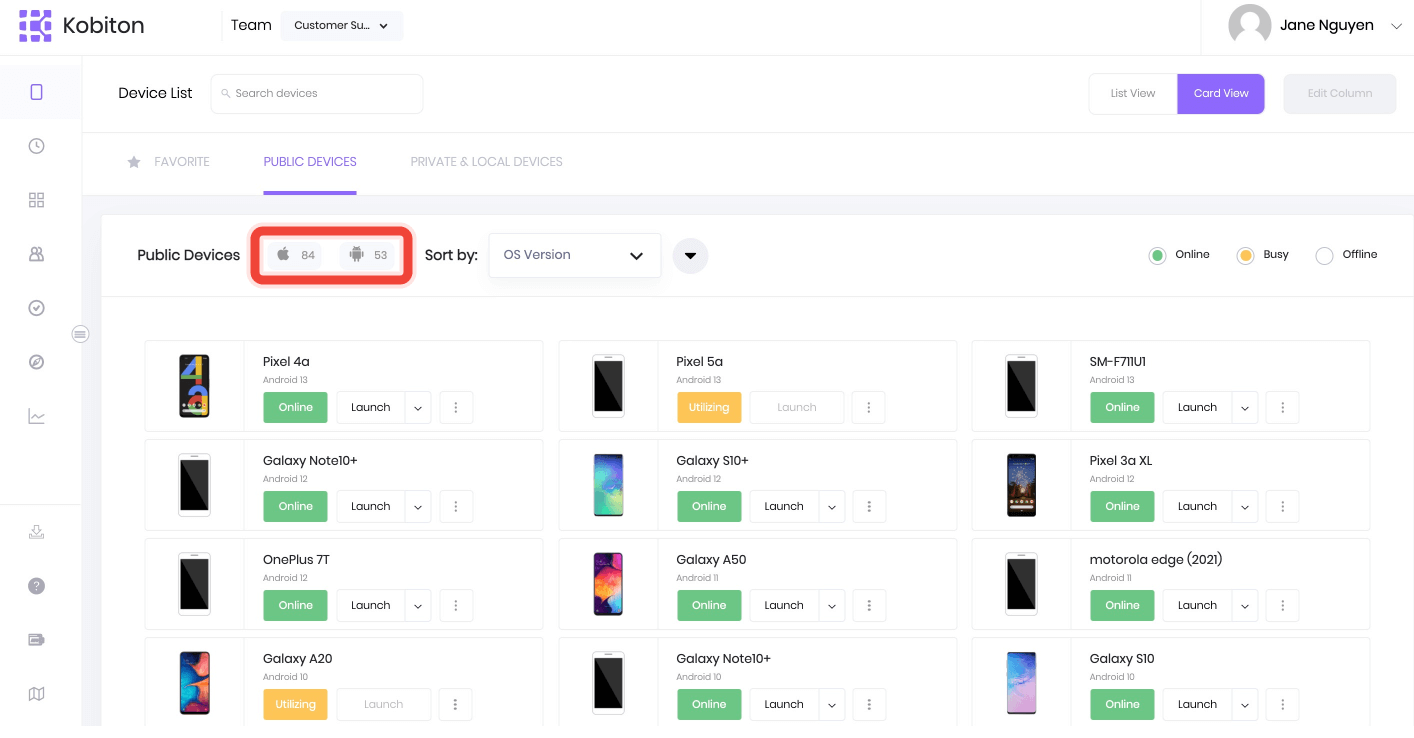 Kobiton
Team
Customer Su...
Jane Nguyen
Device List
Search devices
List View
Card View
Edit Column
FAVORITE
PUBLIC DEVICES
PRIVATE & LOCAL DEVICES
Public Devices
84
53
Sort by:
OS Version
Online
Busy
Offline
Pixel 4a
Android 13
Online
Launch
Pixel 5a
Android 13
Utilizing
Launch
SM-F711U1
Android 13
Online
Launch
Galaxy Note10+
Android 12
Online
Launch
Galaxy S10+
Android 12
Online
Launch
Pixel 3a XL
Android 12
Online
Launch
OnePlus 7T
Android 12
Online
Launch
Galaxy A50
Android 11
Online
Launch
motorola edge (2021)
Android 11
Online
Launch
Galaxy A20
Android 10
Utilizing
Launch
Galaxy Note10+
Android 10
Online
Launch
Galaxy S10
Android 10
Online
Launch